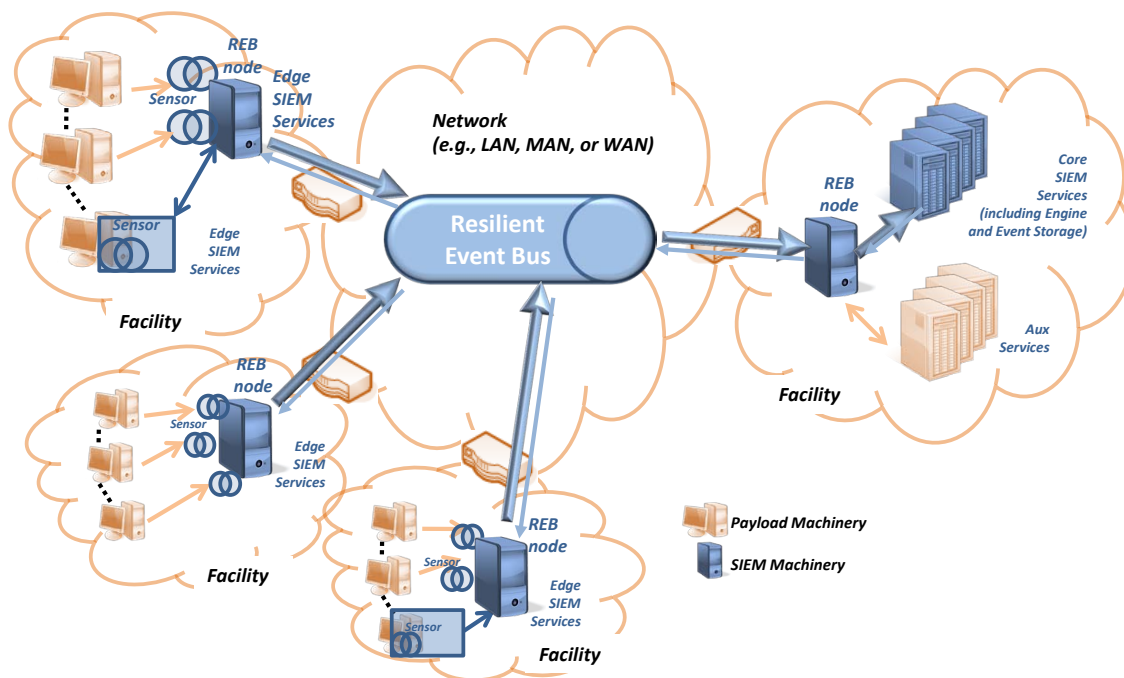 REB
node
Edge
SIEM
Services
Sensor
Sensor
Edge
SIEM
Services
Facility
Network
(e.g., LAN, MAN, or WAN)
Resilient
Event Bus
REB
node
Core
SIEM
Services
(including Engine
and Event Storage)
Aux
Services
Facility
REB
node
Sensor
Edge
SIEM
Services
Facility
REB
node
Sensor
Edge
SIEM
Services
Sensor
Facility
Payload Machinery
SIEM Machinery